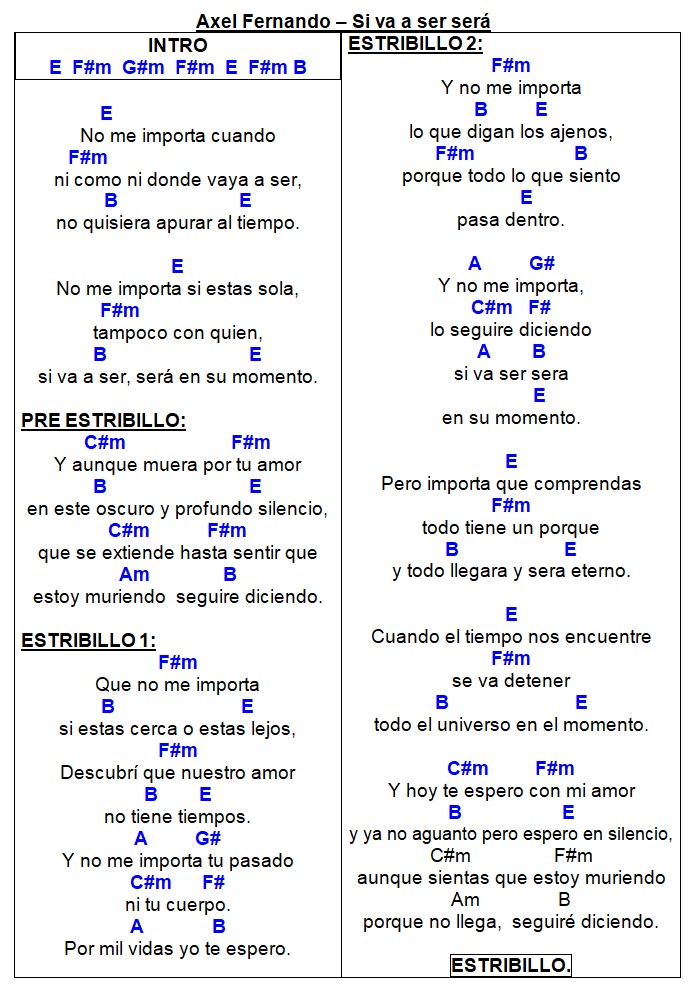 Axel Fernando – Si va a ser será
INTRO
E F#m G#m F#m E F#m B
E
No me importa cuando
F#m
ni como ni donde vaya a ser,
B E
no quisiera apurar al tiempo.
E
No me importa si estas sola,
F#m
tampoco con quien,
B E
si va a ser, será en su momento.
PRE ESTRIBILLO:
C#m F#m
Y aunque muera por tu amor
B E
en este oscuro y profundo silencio,
C#m F#m
que se extiende hasta sentir que
Am B
estoy muriendo seguire diciendo.
ESTRIBILLO 1:
F#m
Que no me importa
B E
si estas cerca o estas lejos,
F#m
Descubrí que nuestro amor
B E
no tiene tiempos.
A G#
Y no me importa tu pasado
C#m F#
ni tu cuerpo.
A B
Por mil vidas yo te espero.
ESTRIBILLO 2:
F#m
Y no me importa
B E
lo que digan los ajenos,
F#m B
porque todo lo que siento
E
pasa dentro.
A G#
Y no me importa,
C#m F#
lo seguire diciendo
A B
si va ser sera
E
en su momento.
E
Pero importa que comprendas
F#m
todo tiene un porque
B E
y todo llegara y sera eterno.
E
Cuando el tiempo nos encuentre
F#m
se va detener
B E
todo el universo en el momento.
C#m F#m
Y hoy te espero con mi amor
B E
y ya no aguanto pero espero en silencio,
C#m F#m
aunque sientas que estoy muriendo
Am B
porque no llega, seguiré diciendo.
ESTRIBILLO.